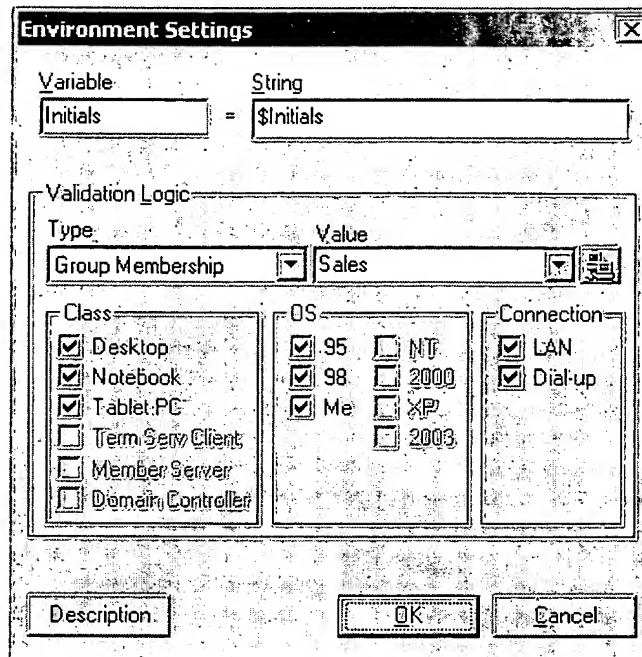 Environment Settings
Variable
String
Initials = $Initials
Validation Logic
Type
Value
Group Membership
Sales
Class
Desktop
Notebook
Tablet PC
Term Serv Client
Member Server
Domain Controller
OS
95 NT
98 2000
Me XP
2003
Connection
LAN
Dial-up
Description
OK
Cancel